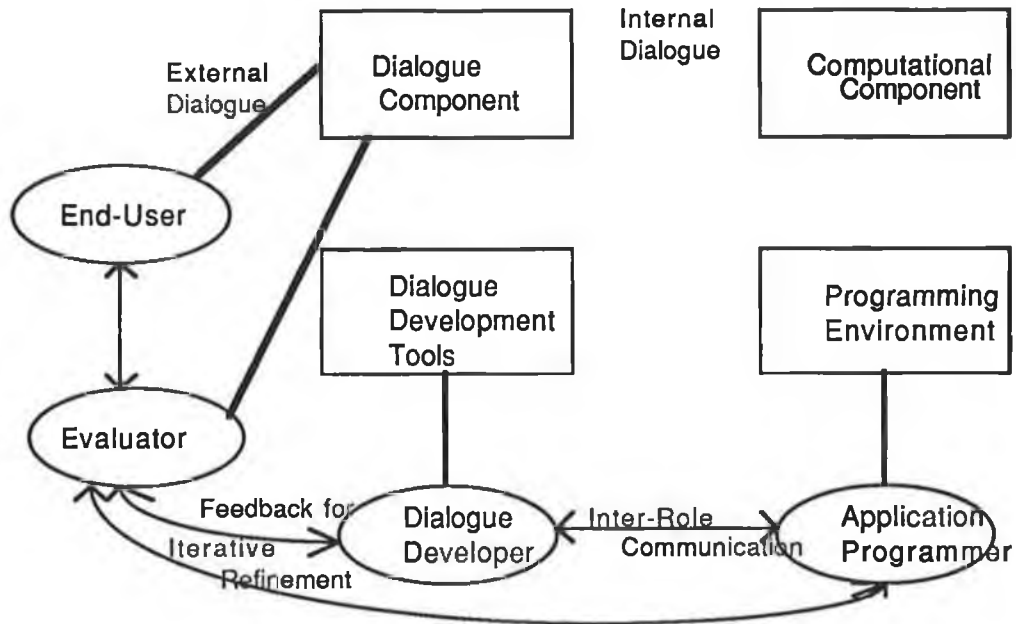 Internal
Dialogue
External
Dialogue
Dialogue
Component
Computational
Component
End-User
Dialogue
Development
Tools
Programming
Environment
Evaluator
Feedback for
Iterative
Refinement
Dialogue
Developer
Inter-Role
Communication
Application
Programmer